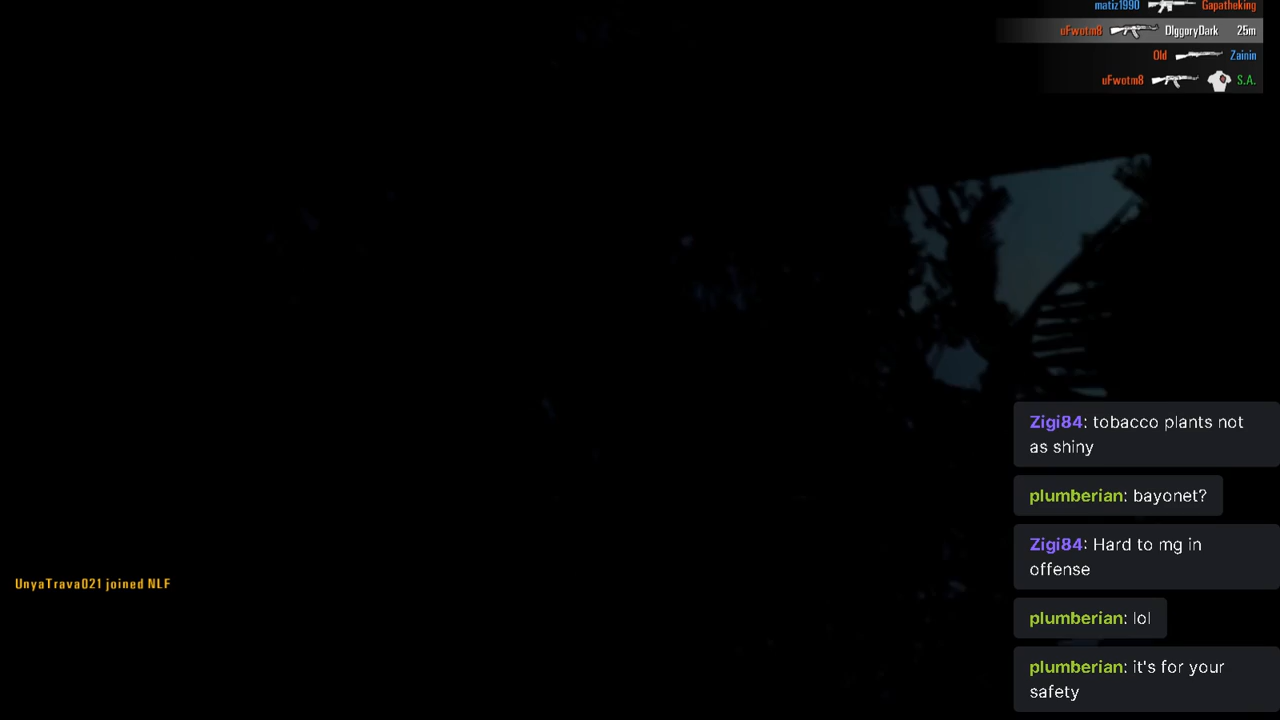 matiz1990 Gapatheking
uFwotm8 DIggoryDark 25m
Old Zainin
uFwotm8 S.A.
Zigi84: tobacco plants not
as shiny
plumberian: bayonet?
Zigi84: Hard to mg in
offense
UnyaTrava021 joined NLF
plumberian: lol
plumberian: it's for your
safety